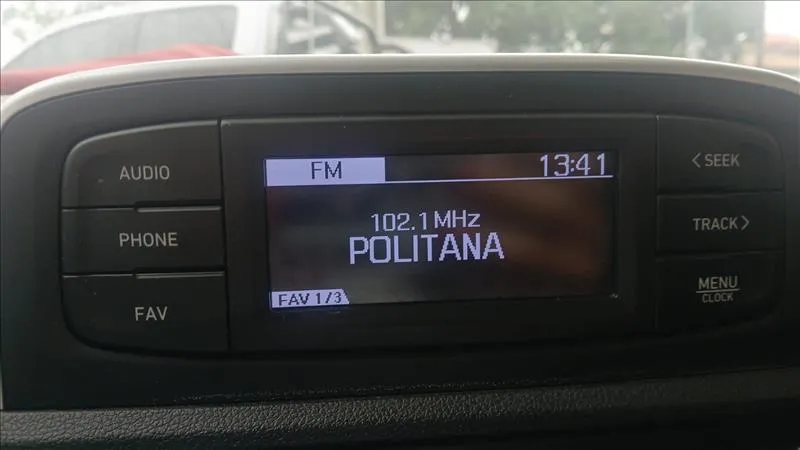 AUDIO
PHONE
FAV
FM 13:41
102.1 MHz
POLITANA
FAV 1/3
<SEEK
TRACK>
MENU
CLOCK